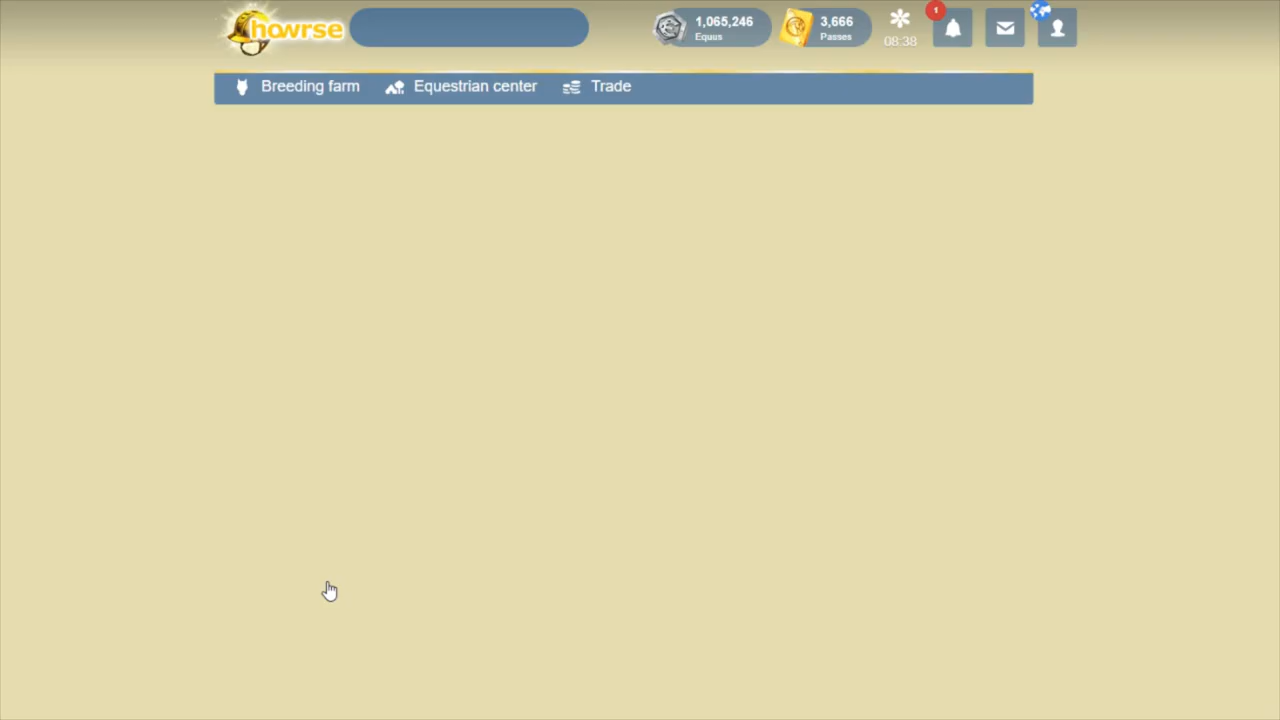 howrse
1,065,246
Equus
3,666
Passes
08:38
1
Breeding farm
Equestrian center
Trade